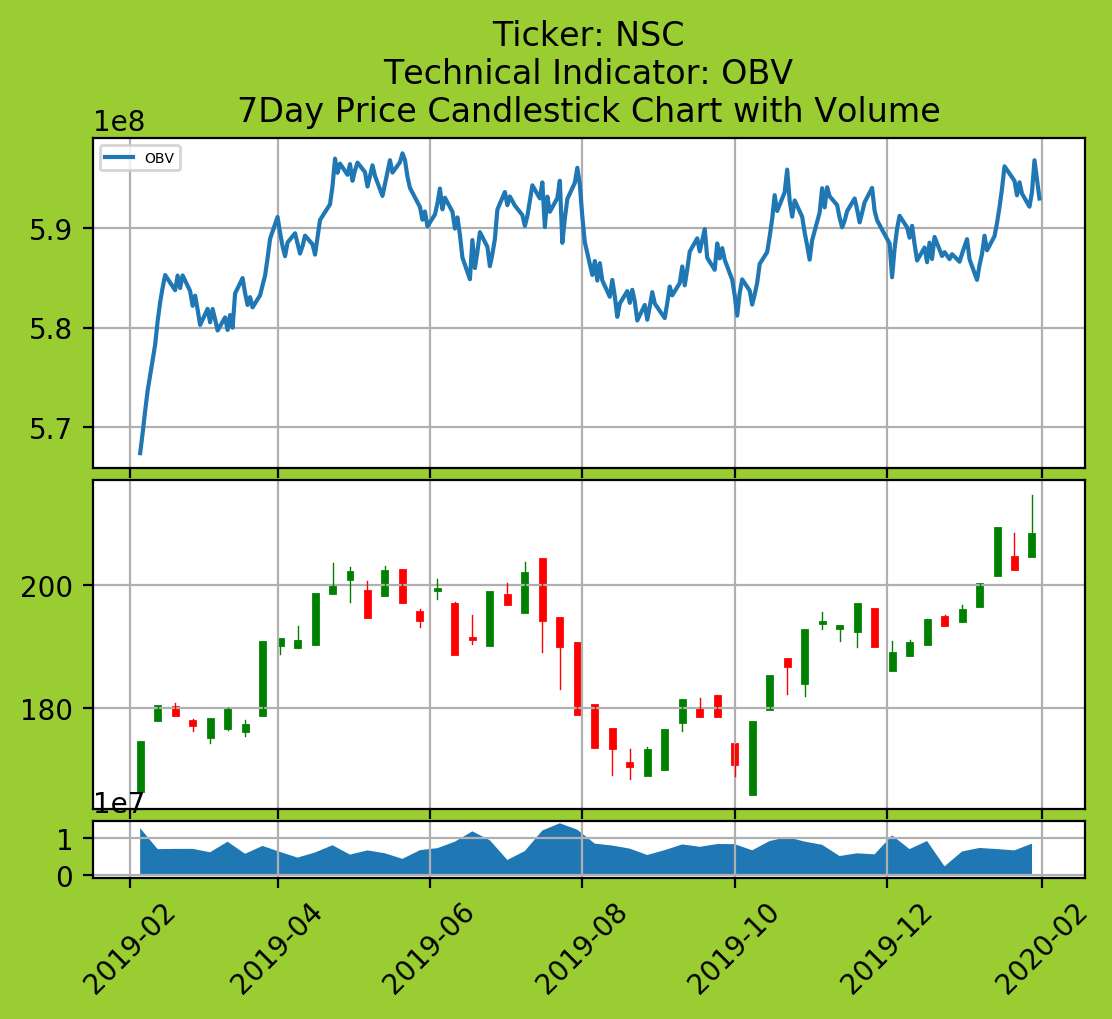 Ticker: NSC
Technical Indicator: OBV
7Day Price Candlestick Chart with Volume
1e8
OBV
5.9
5.8
5.7
200
180
1e7
1
0
2019-02
2019-04
2019-06
2019-08
2019-10
2019-12
2020-02